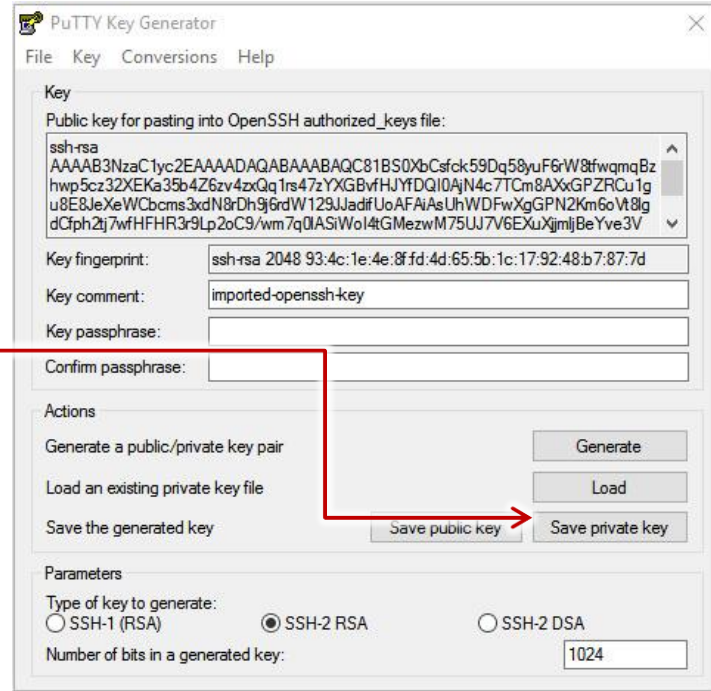 PuTTY Key Generator
File Key Conversions Help
Key
Public key for pasting into OpenSSH authorized_keys file:
ssh-rsa
AAAAB3NzaC1yc2EAAAADAQABAAABAQC81BS0XbCsfck59Dq58yuF6rW8tfwqmqBz
hwp5cz32XEKa35b4Z6zv4zxQq1rs47zYXGBvfHJYfDQI0AjN4c7TCm8AXxGPZRCu1g
u8E8JeXeWCbcms3xdN8rDh9j6rdW129JJadifUoAFAiAsUhWDFwXgGPN2Km6oVt8lg
dCfph2tj7wfHFHR3r9Lp2oC9/wm7q0lASiWoI4tGMezwM75UJ7V6EXuXjmljBeYve3V
Key fingerprint: ssh-rsa 2048 93:4c:1e:4e:8f:fd:4d:65:5b:1c:17:92:48:b7:87:7d
Key comment: imported-openssh-key
Key passphrase:
Confirm passphrase:
Actions
Generate a public/private key pair Generate
Load an existing private key file Load
Save the generated key Save public key Save private key
Parameters
Type of key to generate:
SSH-1 (RSA) SSH-2 RSA SSH-2 DSA
Number of bits in a generated key: 1024